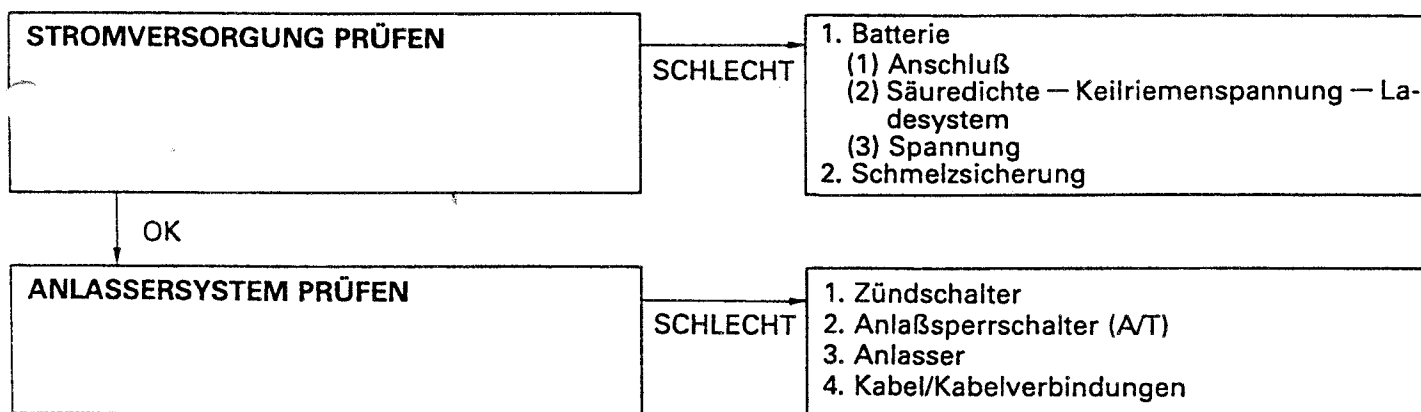 STROMVERSORGUNG PRÜFEN
SCHLECHT
1. Batterie
(1) Anschluß
(2) Säuredichte — Keilriemenspannung — La-
desystem
(3) Spannung
2. Schmelzsicherung
OK
ANLASSERSYSTEM PRÜFEN
SCHLECHT
1. Zündschalter
2. Anlaßsperrschalter (A/T)
3. Anlasser
4. Kabel/Kabelverbindungen